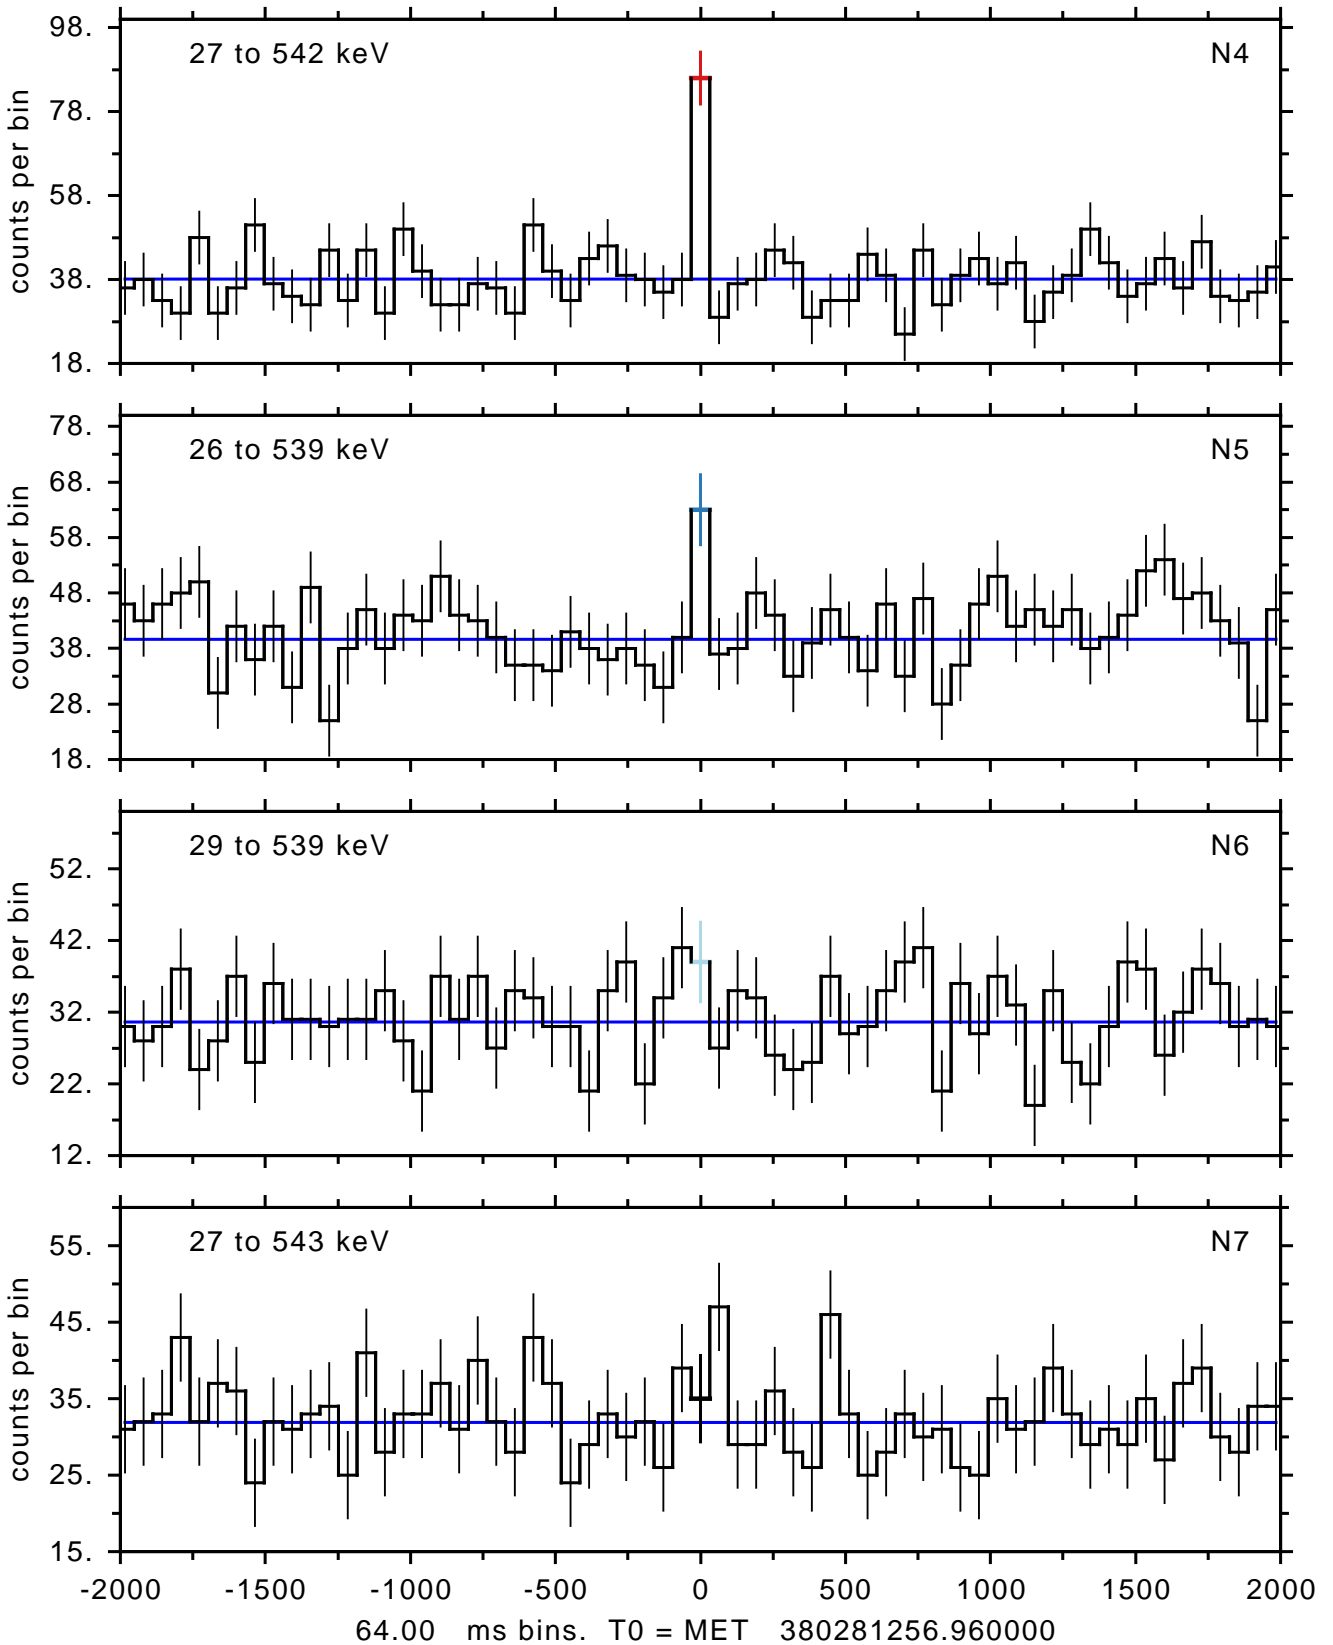 98.
78.
58.
38.
18.
counts per bin
27 to 542 keV
N4
78.
68.
58.
48.
38.
28.
18.
counts per bin
26 to 539 keV
N5
52.
42.
32.
22.
12.
counts per bin
29 to 539 keV
N6
55.
45.
35.
25.
15.
counts per bin
27 to 543 keV
N7
-2000 -1500 -1000 -500 0 500 1000 1500 2000
64.00 ms bins. T0 = MET 380281256.960000